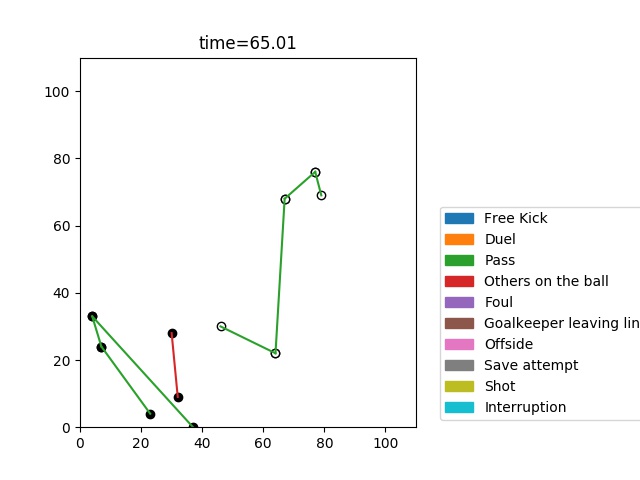 time=65.01
100
80
60
40
20
0
0 20 40 60 80 100
Free Kick
Duel
Pass
Others on the ball
Foul
Goalkeeper leaving lin
Offside
Save attempt
Shot
Interruption